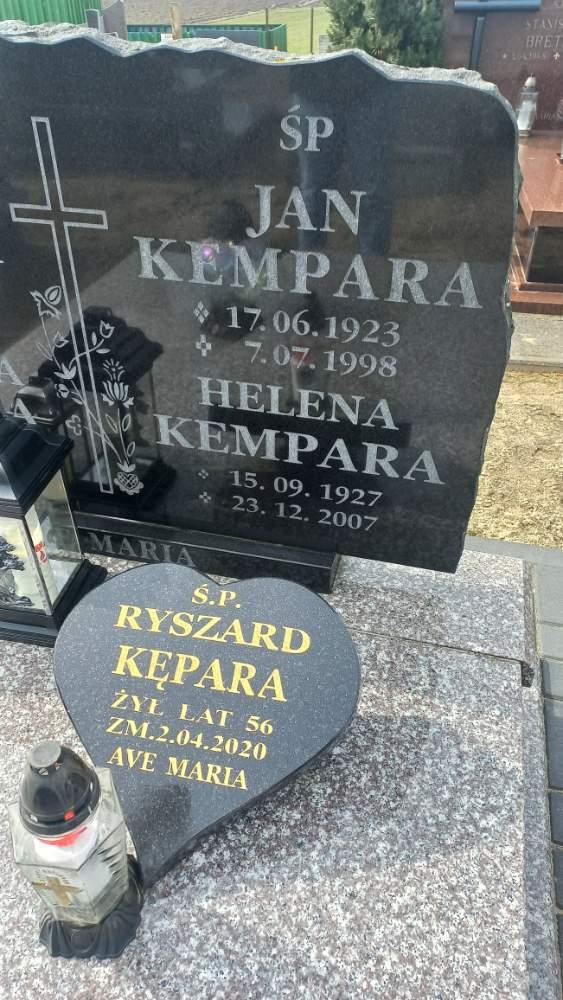 ŚP
JAN
KEMPARA
17.06.1923
7.07.1998
HELENA
KEMPARA
15.09.1927
23.12.2007
MARIA
Ś.P.
RYSZARD
KĘPARA
ŻYŁ LAT 56
ZM.2.04.2020
AVE MARIA